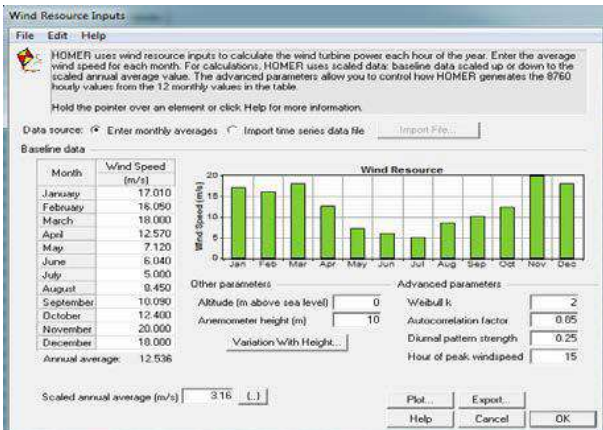 Wind Resource Inputs
File Edit Help
HOMER uses wind resource inputs to calculate the wind turbine power each hour of the year. Enter the average
wind speed for each month. For calculations, HOMER uses scaled data: baseline data scaled up or down to the
scaled annual average value. The advanced parameters allow you to control how HOMER generates the 8760
hourly values from the 12 monthly values in the table.
Hold the pointer over an element or click Help for more information.
Data source: Enter monthly averages Import time series data file Import File...
Baseline data
Month Wind Speed
(m/s)
January 17.010
February 16.050
March 18.000
April 12.570
May 7.120
June 6.040
July 5.000
August 8.450
September 10.090
October 12.400
November 20.000
December 18.000
Annual average: 12.536
Wind Resource
Wind Speed (m/s)
20
15
10
5
0
Jan Feb Mar Apr May Jun Jul Aug Sep Oct Nov Dec
Other parameters
Altitude (m above sea level) 0
Anemometer height (m) 10
Variation With Height...
Advanced parameters
Weibull k 2
Autocorrelation factor 0.85
Diurnal pattern strength 0.25
Hour of peak windspeed 15
Scaled annual average (m/s) 3.16 {..}
Plot... Export...
Help Cancel OK